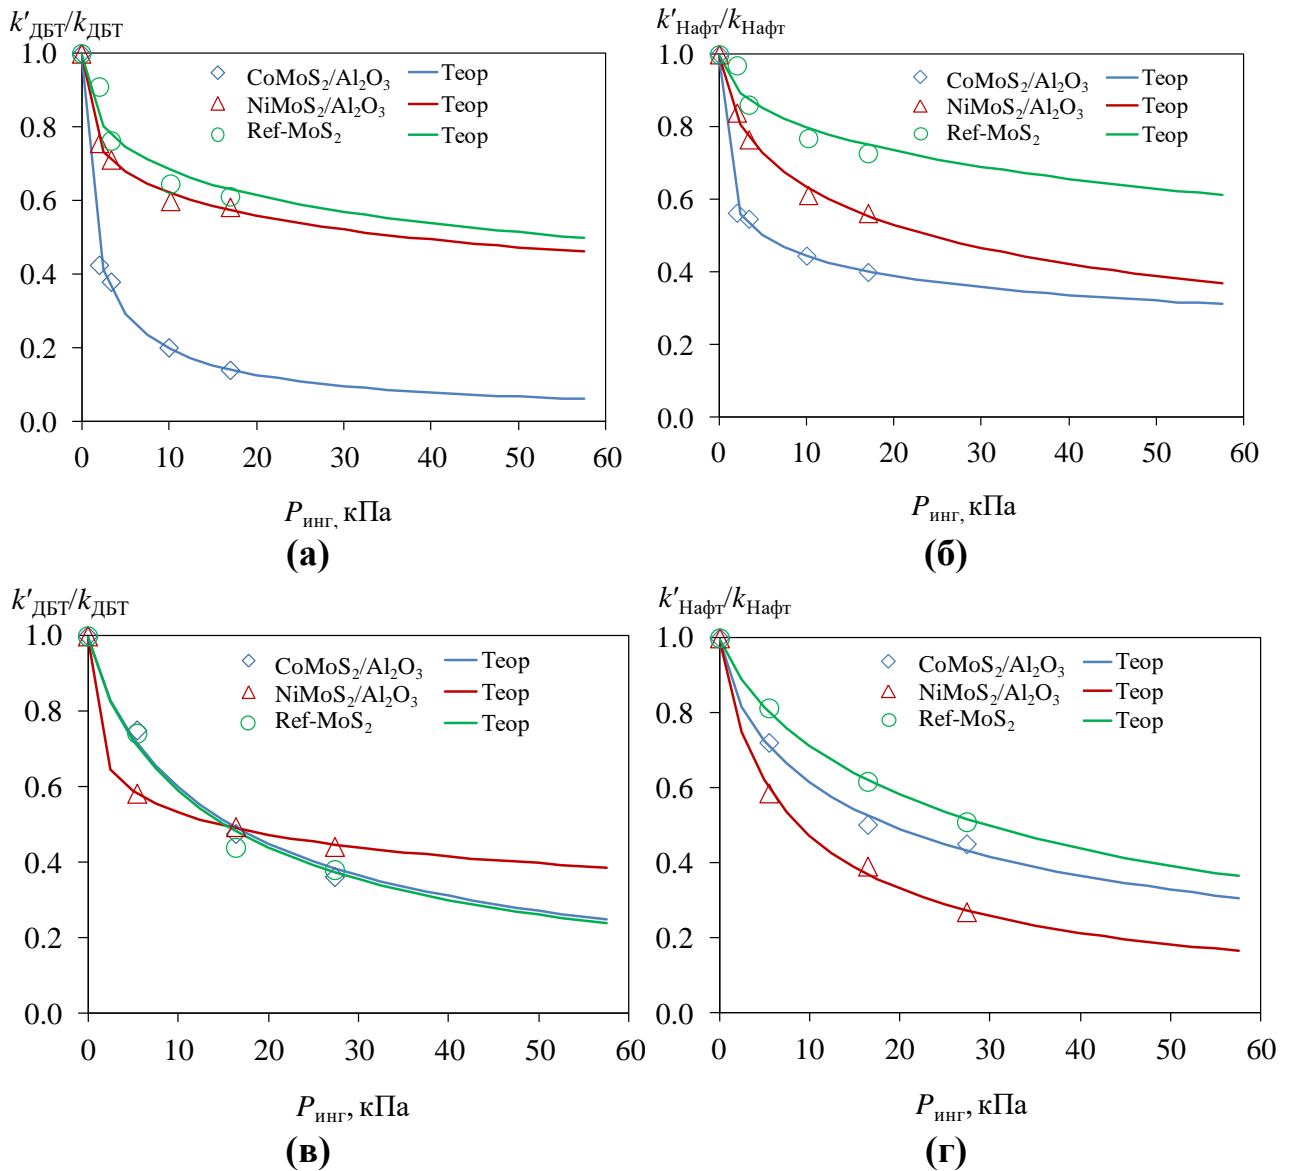 k′ДБТ/kДБТ
1.0
0.8
0.6
0.4
0.2
0.0
CoMoS2/Al2O3 Теор
NiMoS2/Al2O3 Теор
Ref-MoS2 Теор
0 10 20 30 40 50 60
Pинг, кПа
(а)
k′Нафт/kНафт
1.0
0.8
0.6
0.4
0.2
0.0
CoMoS2/Al2O3 Теор
NiMoS2/Al2O3 Теор
Ref-MoS2 Теор
0 10 20 30 40 50 60
Pинг, кПа
(б)
k′ДБТ/kДБТ
1.0
0.8
0.6
0.4
0.2
0.0
CoMoS2/Al2O3 Теор
NiMoS2/Al2O3 Теор
Ref-MoS2 Теор
0 10 20 30 40 50 60
Pинг, кПа
(в)
k′Нафт/kНафт
1.0
0.8
0.6
0.4
0.2
0.0
CoMoS2/Al2O3 Теор
NiMoS2/Al2O3 Теор
Ref-MoS2 Теор
0 10 20 30 40 50 60
Pинг, кПа
(г)